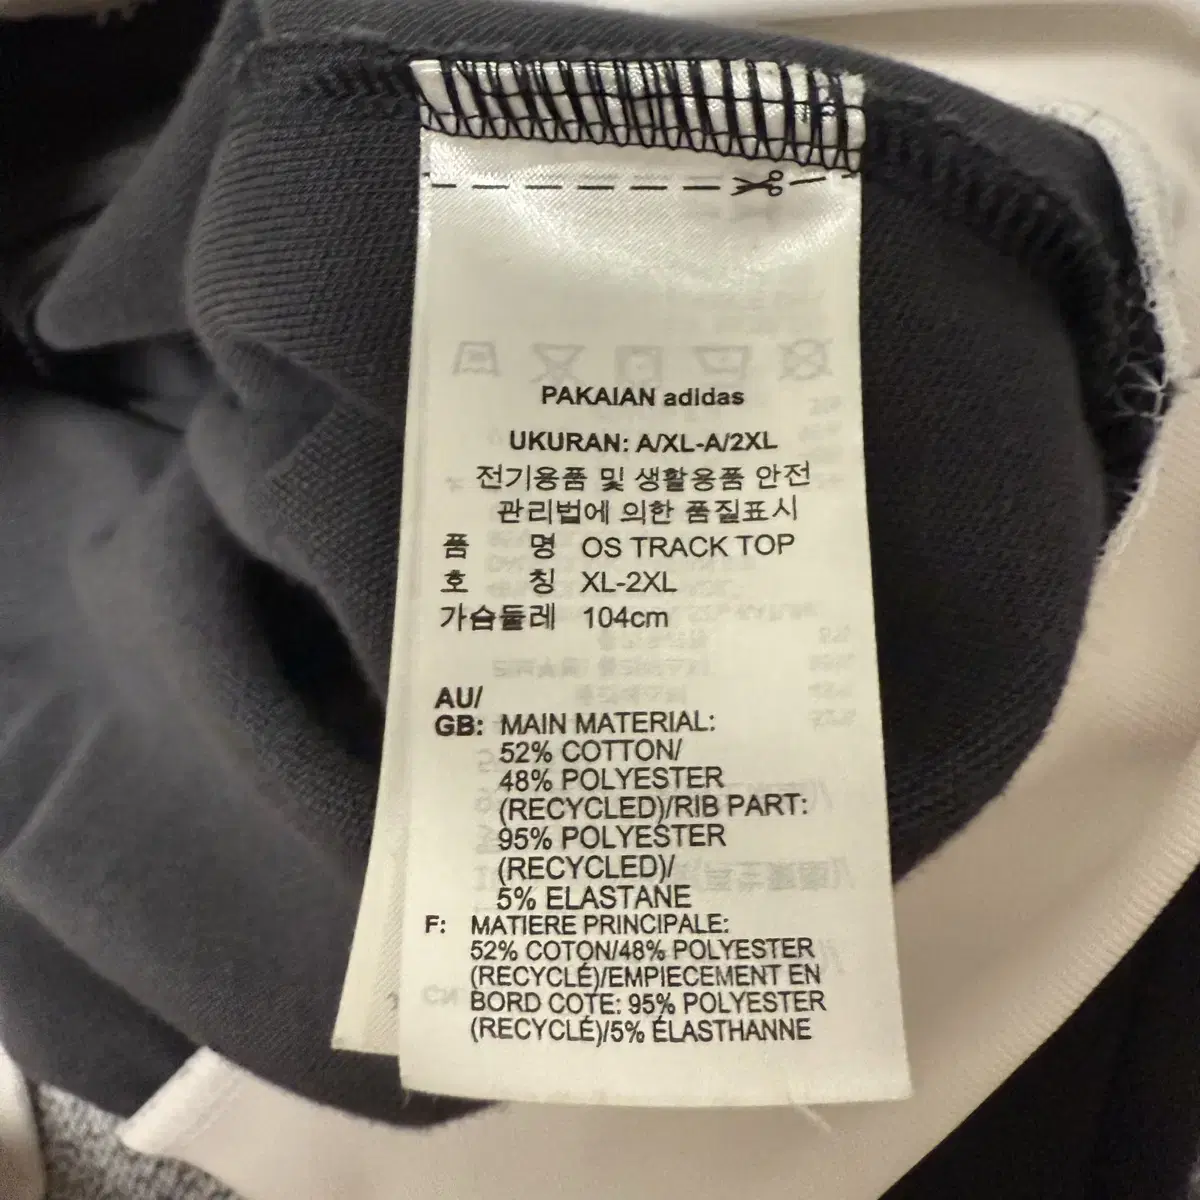 PAKAIAN adidas
UKURAN: A/XL-A/2XL
전기용품 및 생활용품 안전
관리법에 의한 품질표시
품 명 OS TRACK TOP
호 칭 XL-2XL
가슴둘레 104cm
AU/
GB: MAIN MATERIAL:
52% COTTON/
48% POLYESTER
(RECYCLED)/RIB PART:
95% POLYESTER
(RECYCLED)/
5% ELASTANE
F: MATIERE PRINCIPALE:
52% COTON/48% POLYESTER
(RECYCLÉ)/EMPIECEMENT EN
BORD COTE: 95% POLYESTER
(RECYCLÉ)/5% ÉLASTHANNE